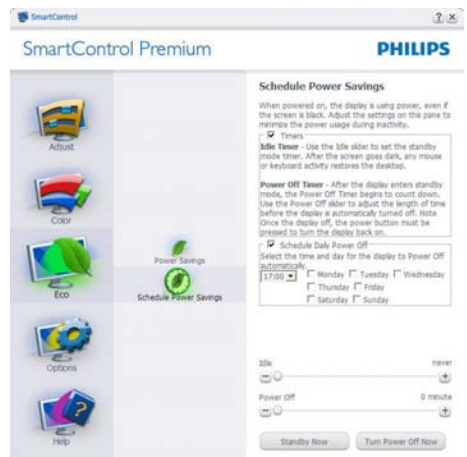 SmartControl
SmartControl Premium
PHILIPS
Adjust
Color
Eco
Options
Help
Power Savings
Schedule Power Savings
Schedule Power Savings
When powered on, the display is using power, even if
the screen is black. Adjust the settings on this pane to
minimize the power usage during inactivity.
Timers
Idle Timer - Use the Idle slider to set the standby
mode timer. After the screen goes dark, any mouse
or keyboard activity restores the desktop.
Power Off Timer - After the display enters standby
mode, the Power Off Timer begins to count down.
Use the Power Off slider to adjust the length of time
before the display is automatically turned off. Note
Once the display off, the power button must be
pressed to turn the display back on.
Schedule Daily Power Off
Select the time and day for the display to Power Off
automatically.
17:00 Monday Tuesday Wednesday
Thursday Friday
Saturday Sunday
Idle never
Power Off 0 minute
Standby Now Turn Power Off Now